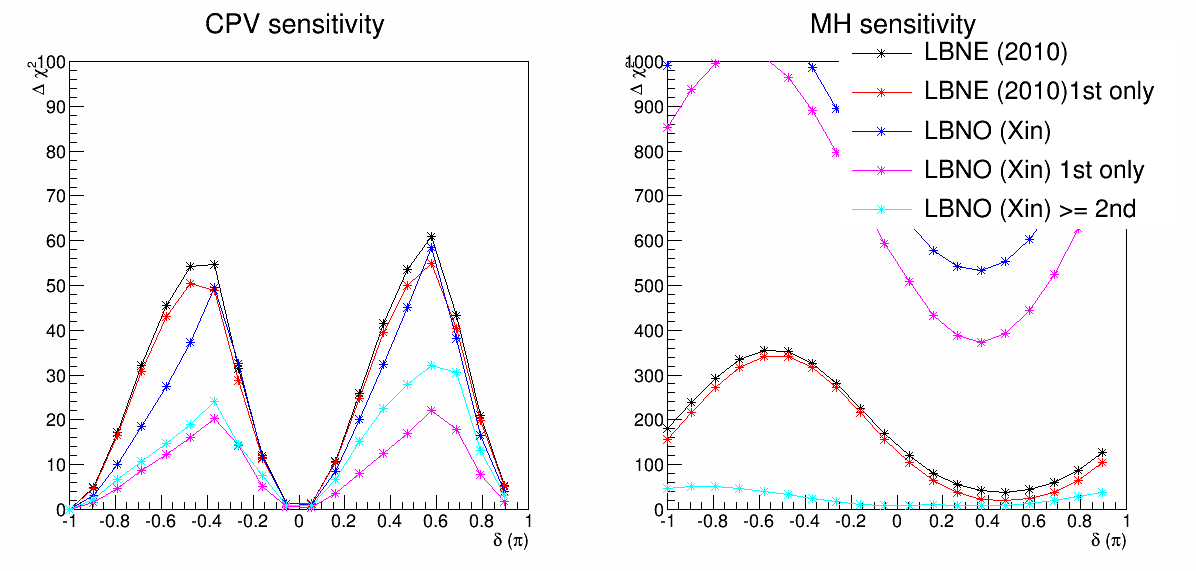 CPV sensitivity
Δ χ²
100
90
80
70
60
50
40
30
20
10
0
-1 -0.8 -0.6 -0.4 -0.2 0 0.2 0.4 0.6 0.8 1
δ (π)
MH sensitivity
Δ χ²
1000
900
800
700
600
500
400
300
200
100
0
-1 -0.8 -0.6 -0.4 -0.2 0 0.2 0.4 0.6 0.8 1
δ (π)
LBNE (2010)
LBNE (2010)1st only
LBNO (Xin)
LBNO (Xin) 1st only
LBNO (Xin) >= 2nd